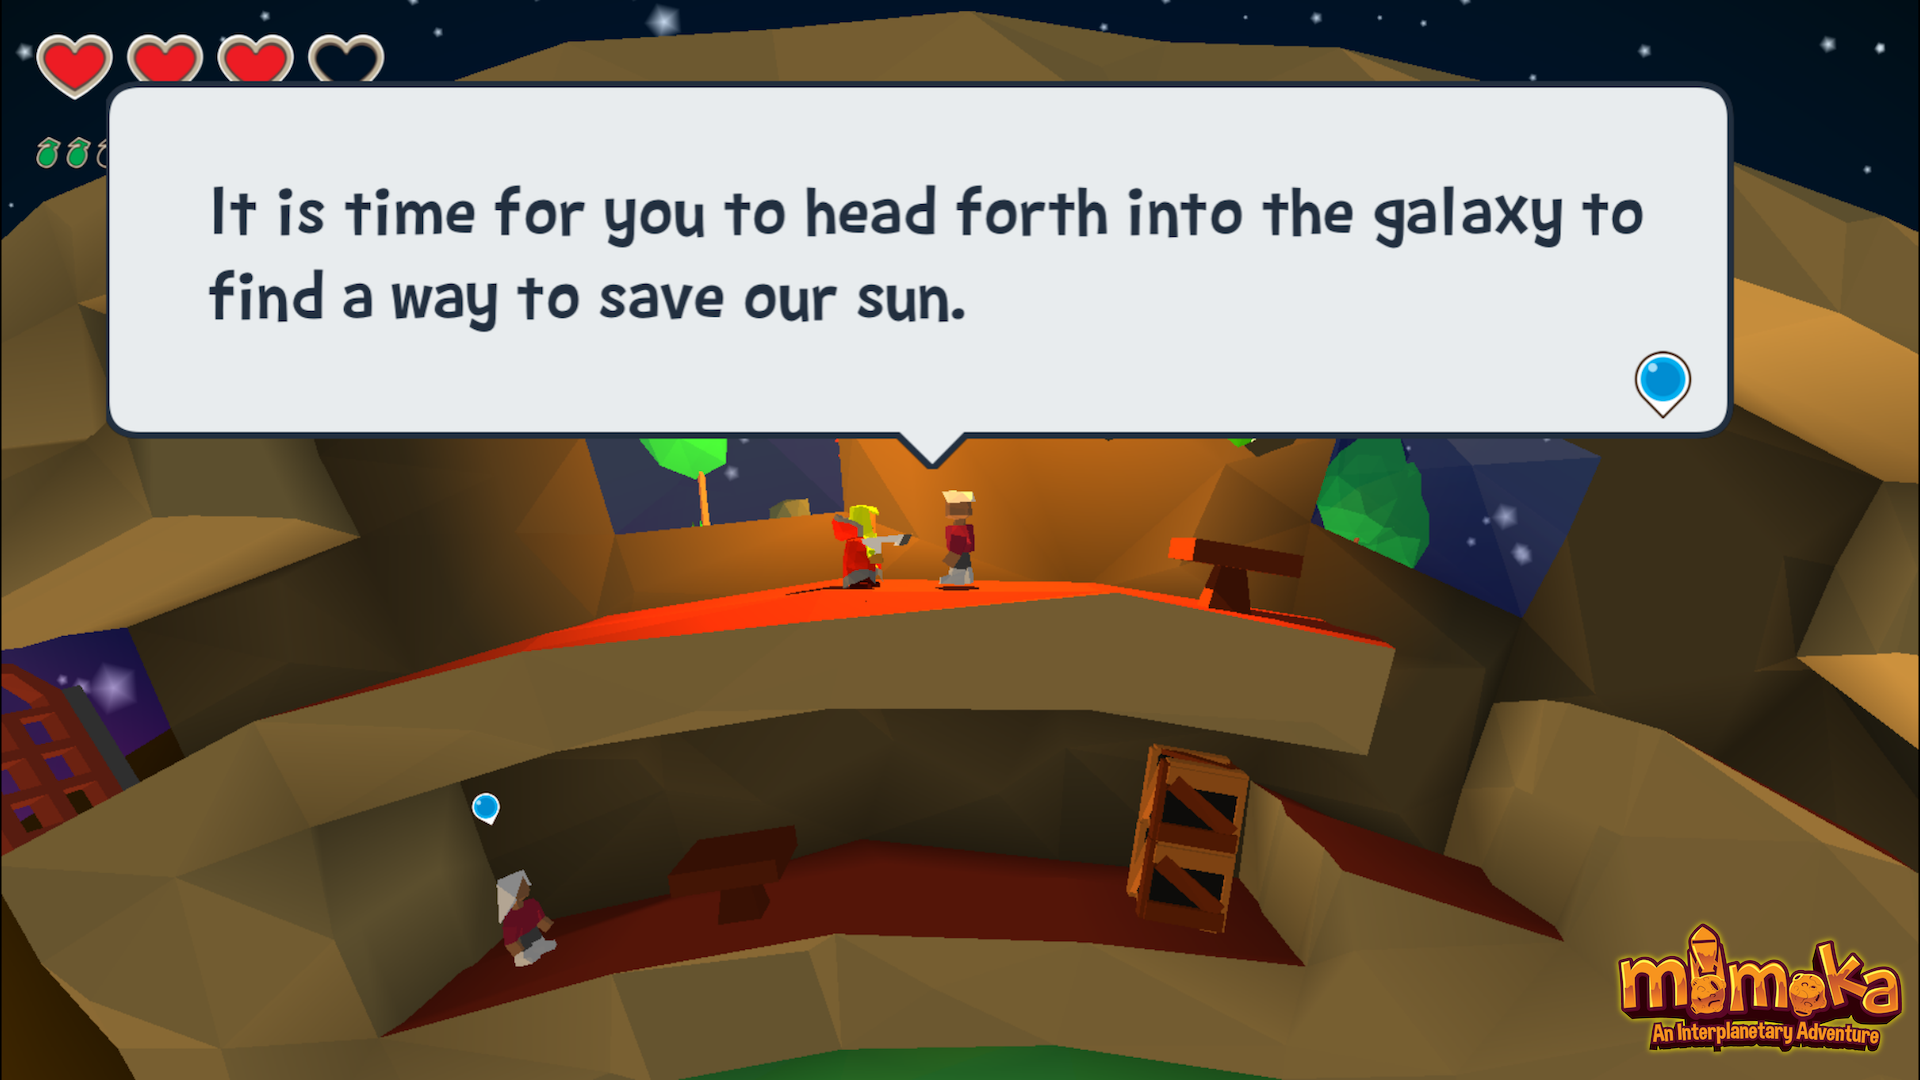 It is time for you to head forth into the galaxy to
find a way to save our sun.
momoka
An Interplanetary Adventure